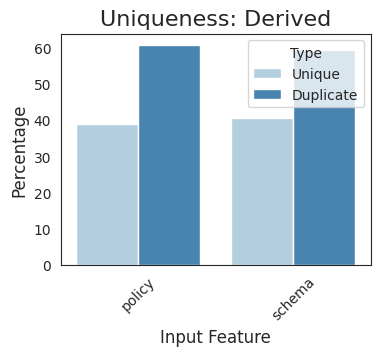 Uniqueness: Derived
Type
Unique
Duplicate
Percentage
60
50
40
30
20
10
0
policy
schema
Input Feature